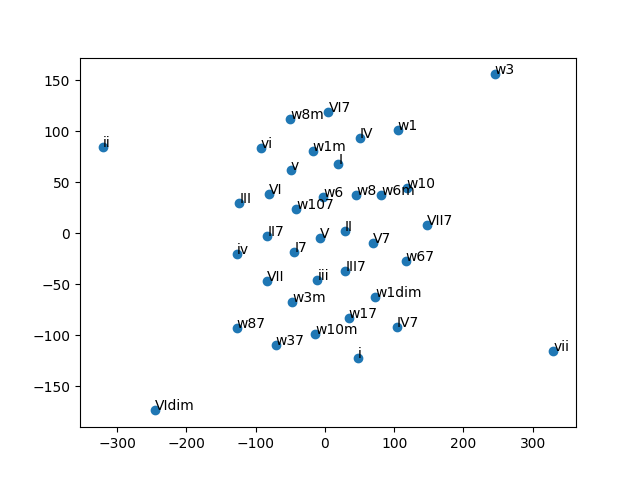 w3
150
w8m VI7
IV w1
100
ii vi w1m
I
v
50
VI w6 w8 w6m w10
III w107
VII7
0
II7 V II V7
iv I7 w67
III7
−50
VII iii
w3m w1dim
w87 w17 IV7
−100
w37 w10m
i vii
−150
VIdim
−300 −200 −100 0 100 200 300